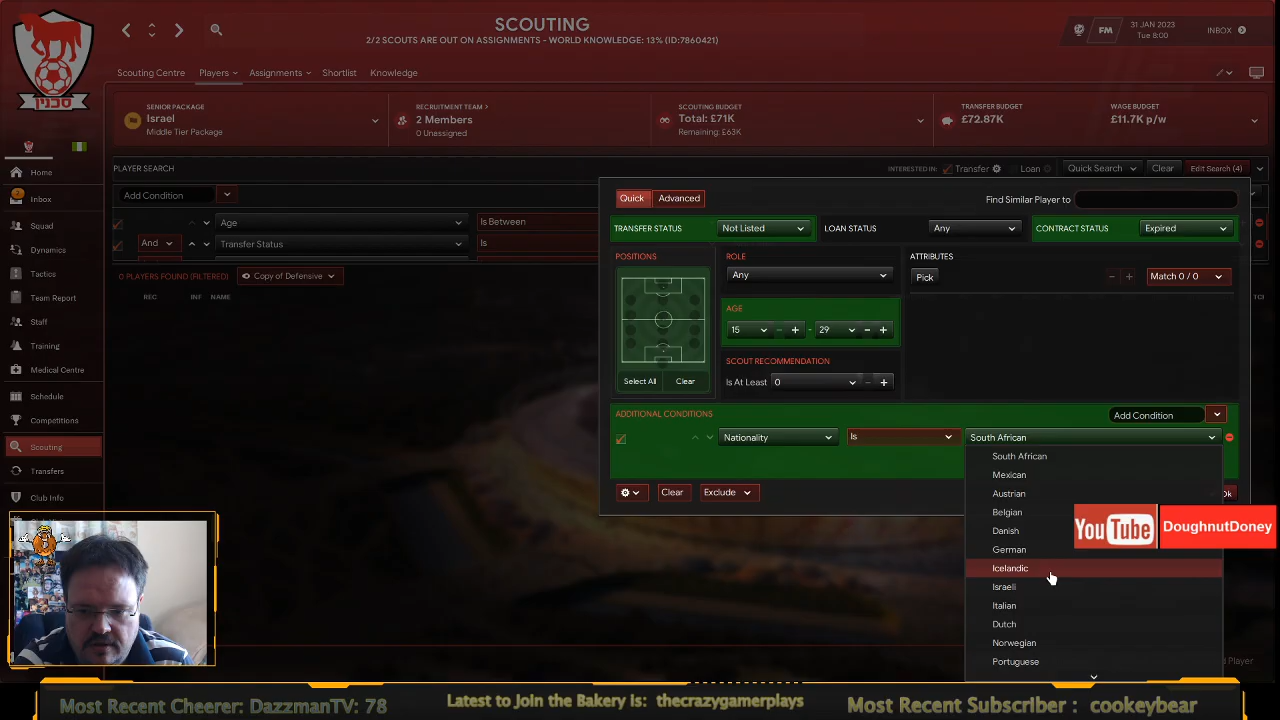 SCOUTING
2/2 SCOUTS ARE OUT ON ASSIGNMENTS - WORLD KNOWLEDGE: 13% (ID:7860421)
FM
31 JAN 2023
Tue 8:00
INBOX
סכנין
Scouting Centre
Players
Assignments
Shortlist
Knowledge
SENIOR PACKAGE
Israel
Middle Tier Package
RECRUITMENT TEAM >
2 Members
0 Unassigned
SCOUTING BUDGET
Total: £71K
Remaining: £63K
TRANSFER BUDGET
£72.87K
WAGE BUDGET
£11.7K p/w
Home
2
Inbox
Squad
Dynamics
Tactics
Team Report
Staff
Training
Medical Centre
Schedule
Competitions
Scouting
Transfers
Club Info
PLAYER SEARCH
INTERESTED IN:
Transfer
Loan
Quick Search
Clear
Edit Search (4)
Add Condition
Age
Is Between
And
Transfer Status
Is
0 PLAYERS FOUND (FILTERED)
Copy of Defensive
REC
INF
NAME
TCI
Quick
Advanced
Find Similar Player to
TRANSFER STATUS
Not Listed
LOAN STATUS
Any
CONTRACT STATUS
Expired
POSITIONS
Select All
Clear
ROLE
Any
AGE
15
-
29
SCOUT RECOMMENDATION
Is At Least
0
ATTRIBUTES
Pick
Match 0 / 0
ADDITIONAL CONDITIONS
Add Condition
Nationality
Is
South African
South African
Mexican
Austrian
Belgian
Danish
German
Icelandic
Israeli
Italian
Dutch
Norwegian
Portuguese
Clear
Exclude
Ok
Player
YouTube
DoughnutDoney
Most Recent Cheerer: DazzmanTV: 78
Latest to Join the Bakery is: thecrazygamerplays
Most Recent Subscriber : cookeybear